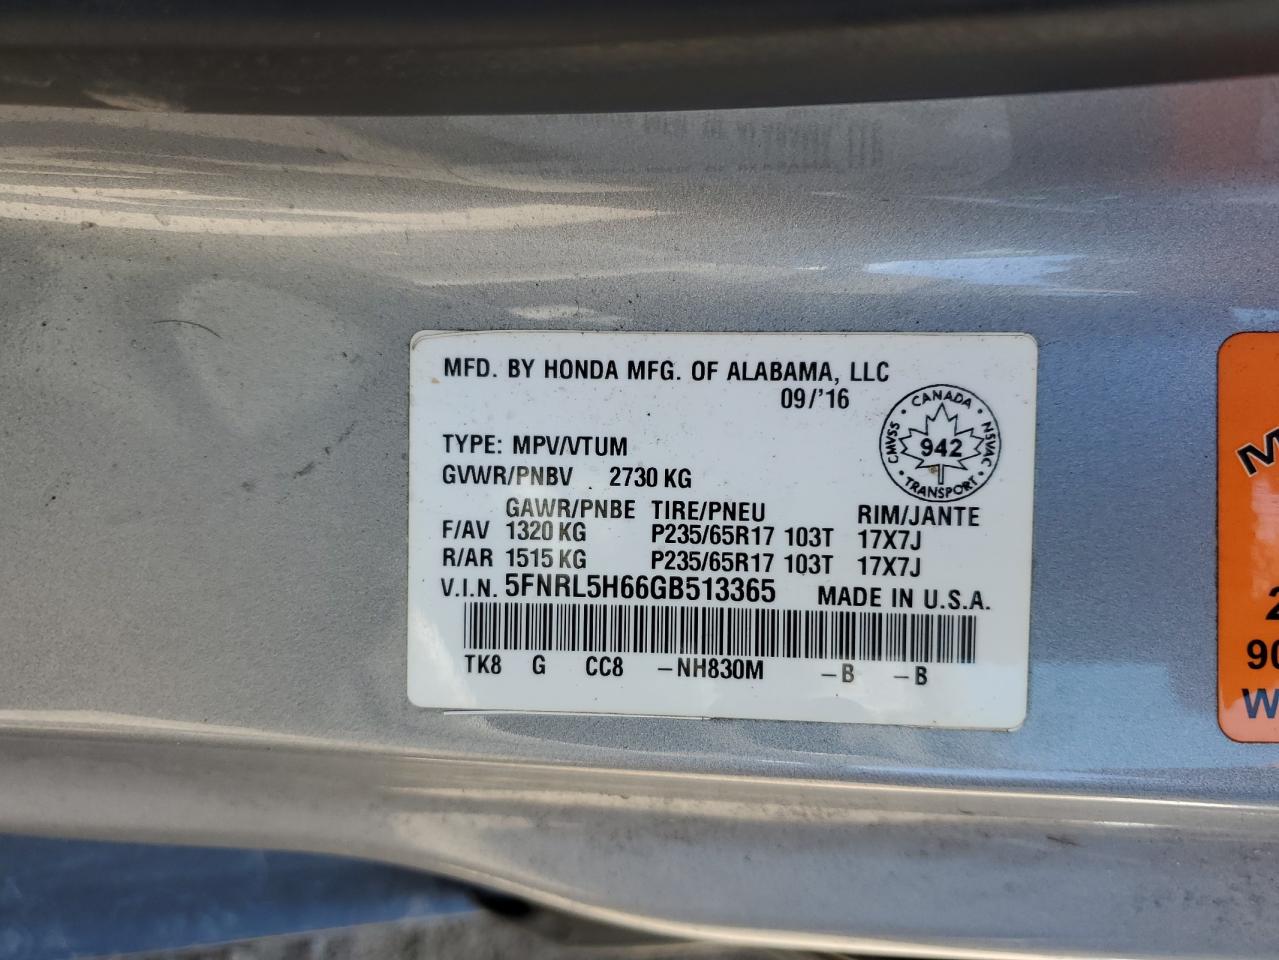 MFD. BY HONDA MFG. OF ALABAMA, LLC
09/'16
CANADA
CMVSS 942 NSVAC
TRANSPORT
TYPE: MPV/VTUM
GVWR/PNBV 2730 KG
GAWR/PNBE TIRE/PNEU RIM/JANTE
F/AV 1320 KG P235/65R17 103T 17X7J
R/AR 1515 KG P235/65R17 103T 17X7J
V.I.N. 5FNRL5H66GB513365 MADE IN U.S.A.
TK8 G CC8 -NH830M -B -B